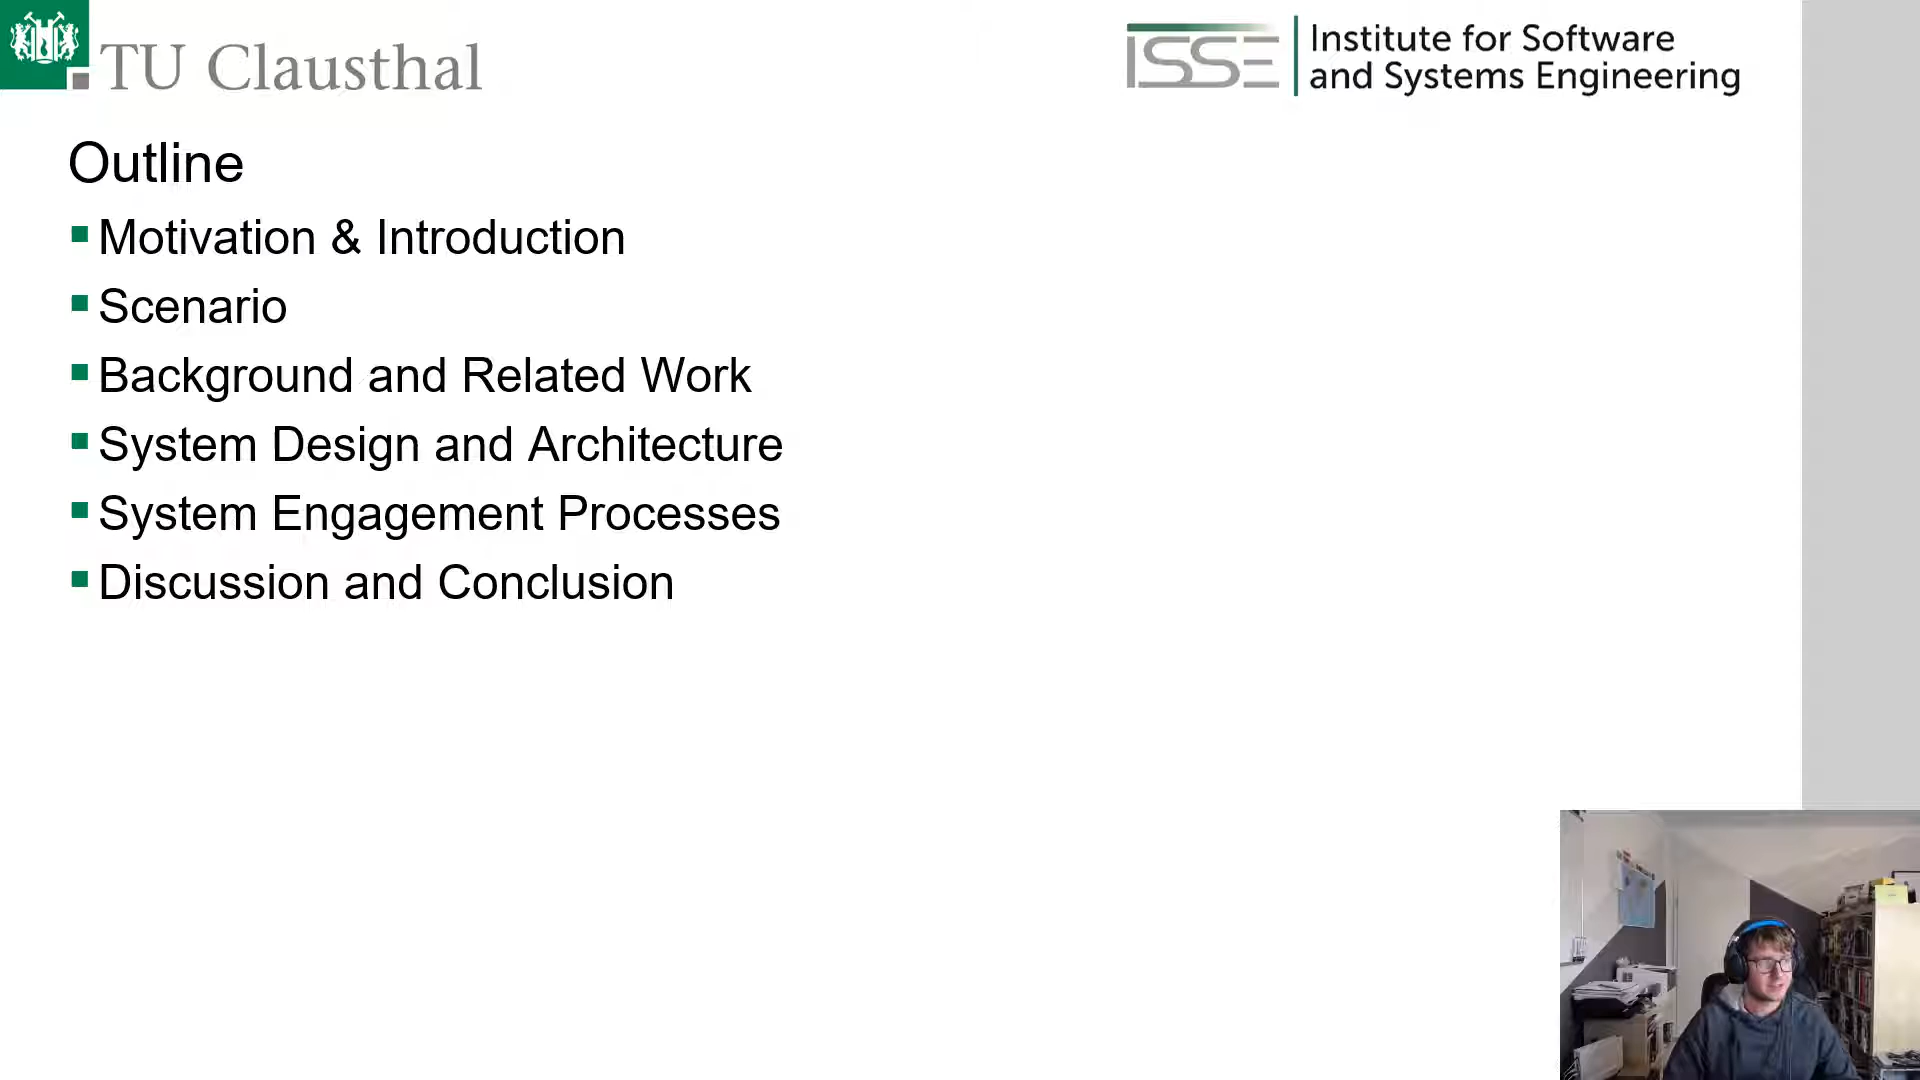 TU Clausthal
ISSE
Institute for Software
and Systems Engineering
Outline
Motivation & Introduction
Scenario
Background and Related Work
System Design and Architecture
System Engagement Processes
Discussion and Conclusion